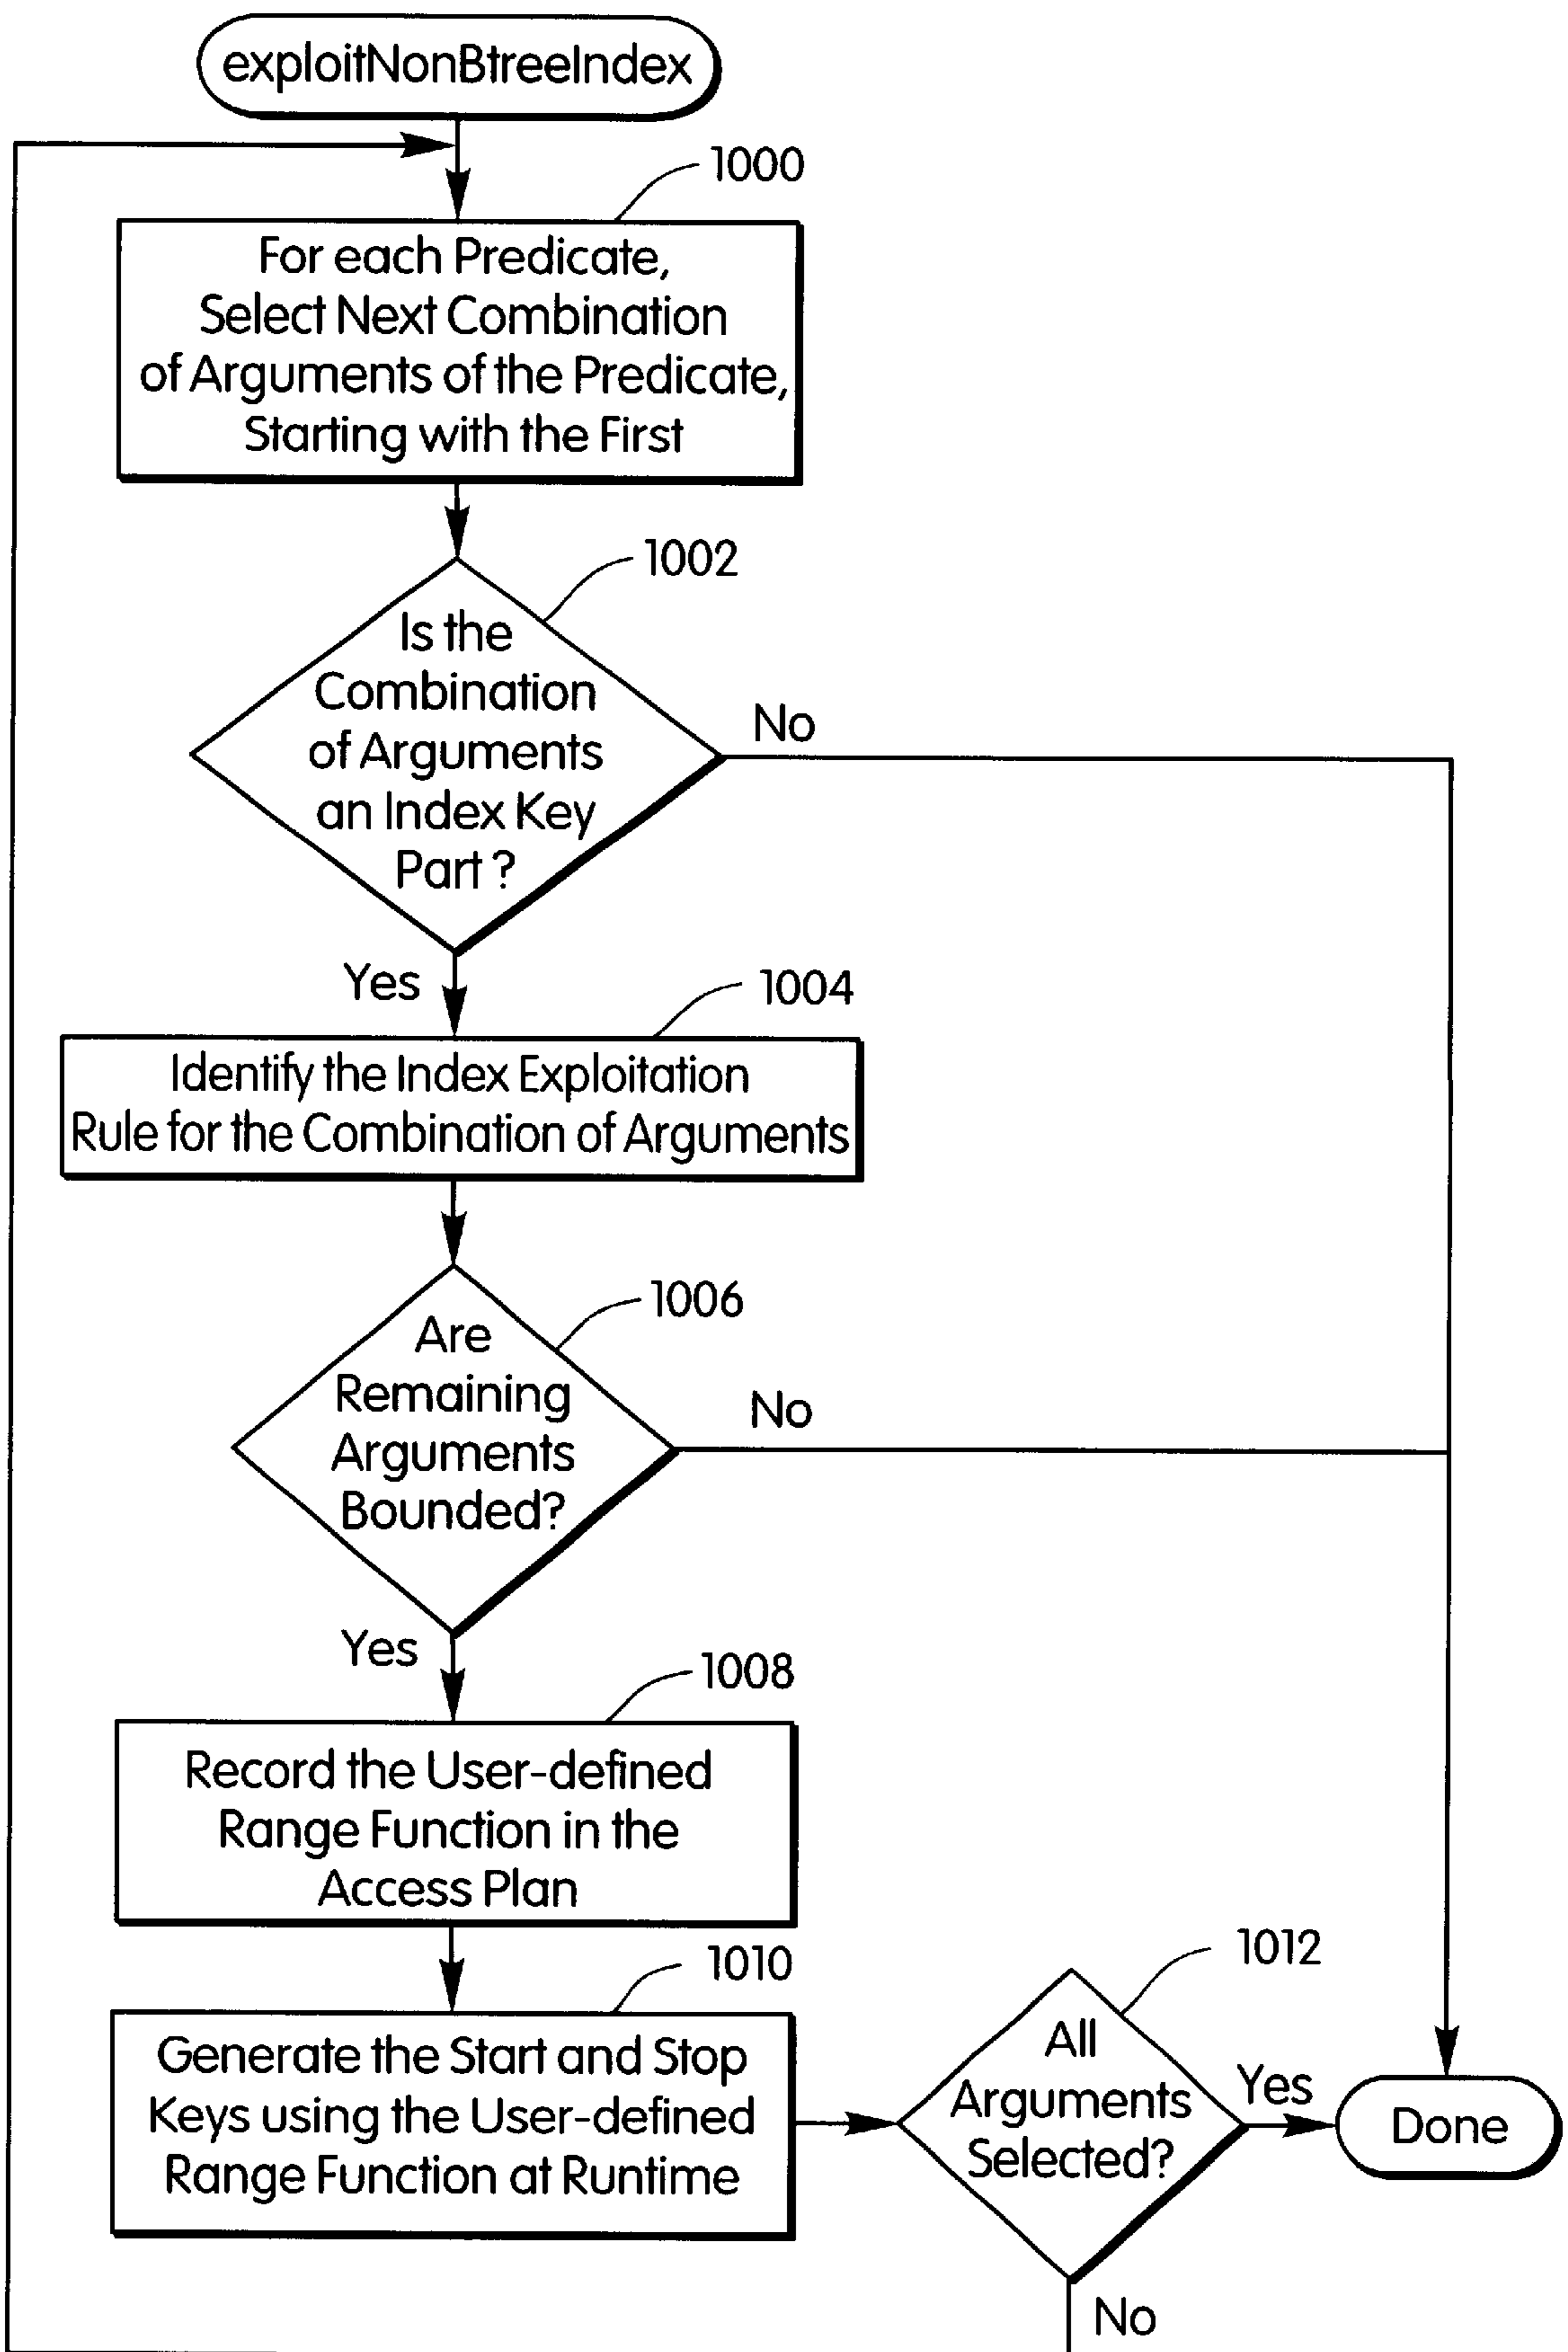 exploitNonBtreeIndex
1000
For each Predicate,
Select Next Combination
of Arguments of the Predicate,
Starting with the First
1002
Is the
Combination
of Arguments
an Index Key
Part ?
No
Yes
1004
Identify the Index Exploitation
Rule for the Combination of Arguments
1006
Are
Remaining
Arguments
Bounded?
No
Yes
1008
Record the User-defined
Range Function in the
Access Plan
1010
Generate the Start and Stop
Keys using the User-defined
Range Function at Runtime
1012
All
Arguments
Selected?
Yes
Done
No